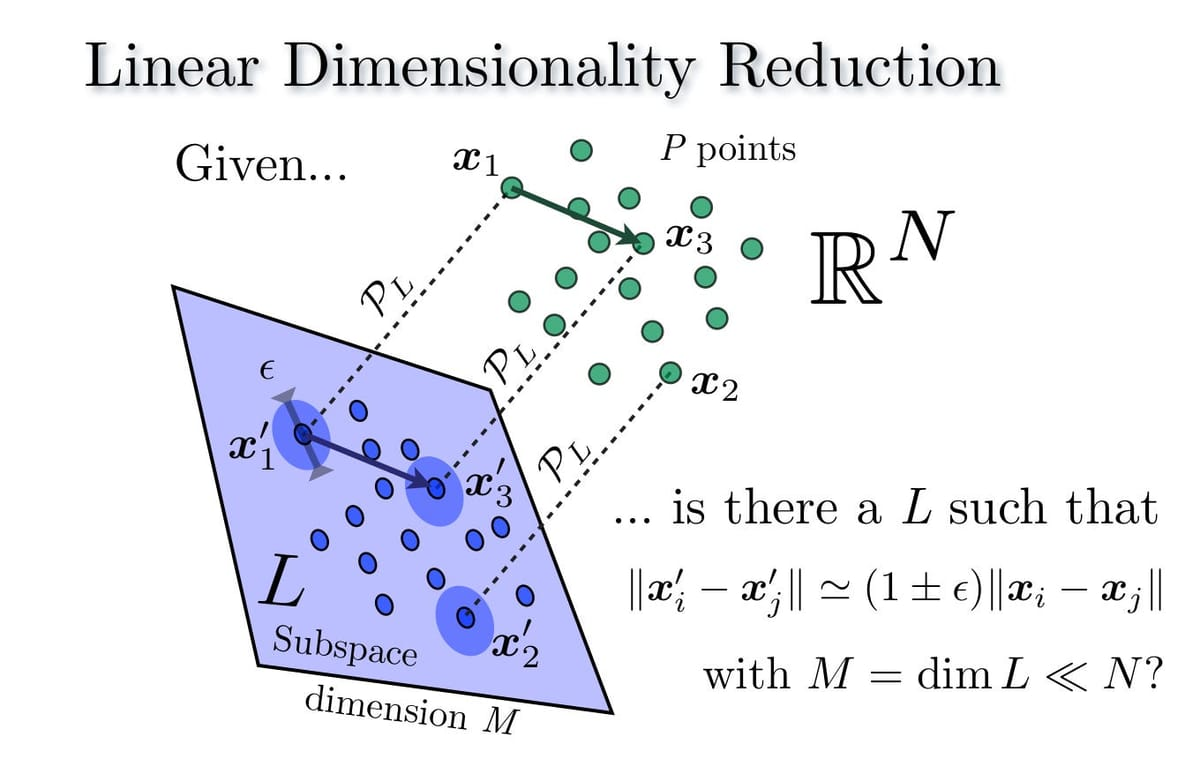 Linear Dimensionality Reduction
Given...
P points
x₁
x₃
x₂
ℝᴺ
𝒫_L
𝒫_L
𝒫_L
ϵ
x′₁
x′₃
x′₂
L
Subspace
dimension M
... is there a L such that
‖x′ᵢ − x′ⱼ‖ ≃ (1 ± ϵ)‖xᵢ − xⱼ‖
with M = dim L ≪ N?